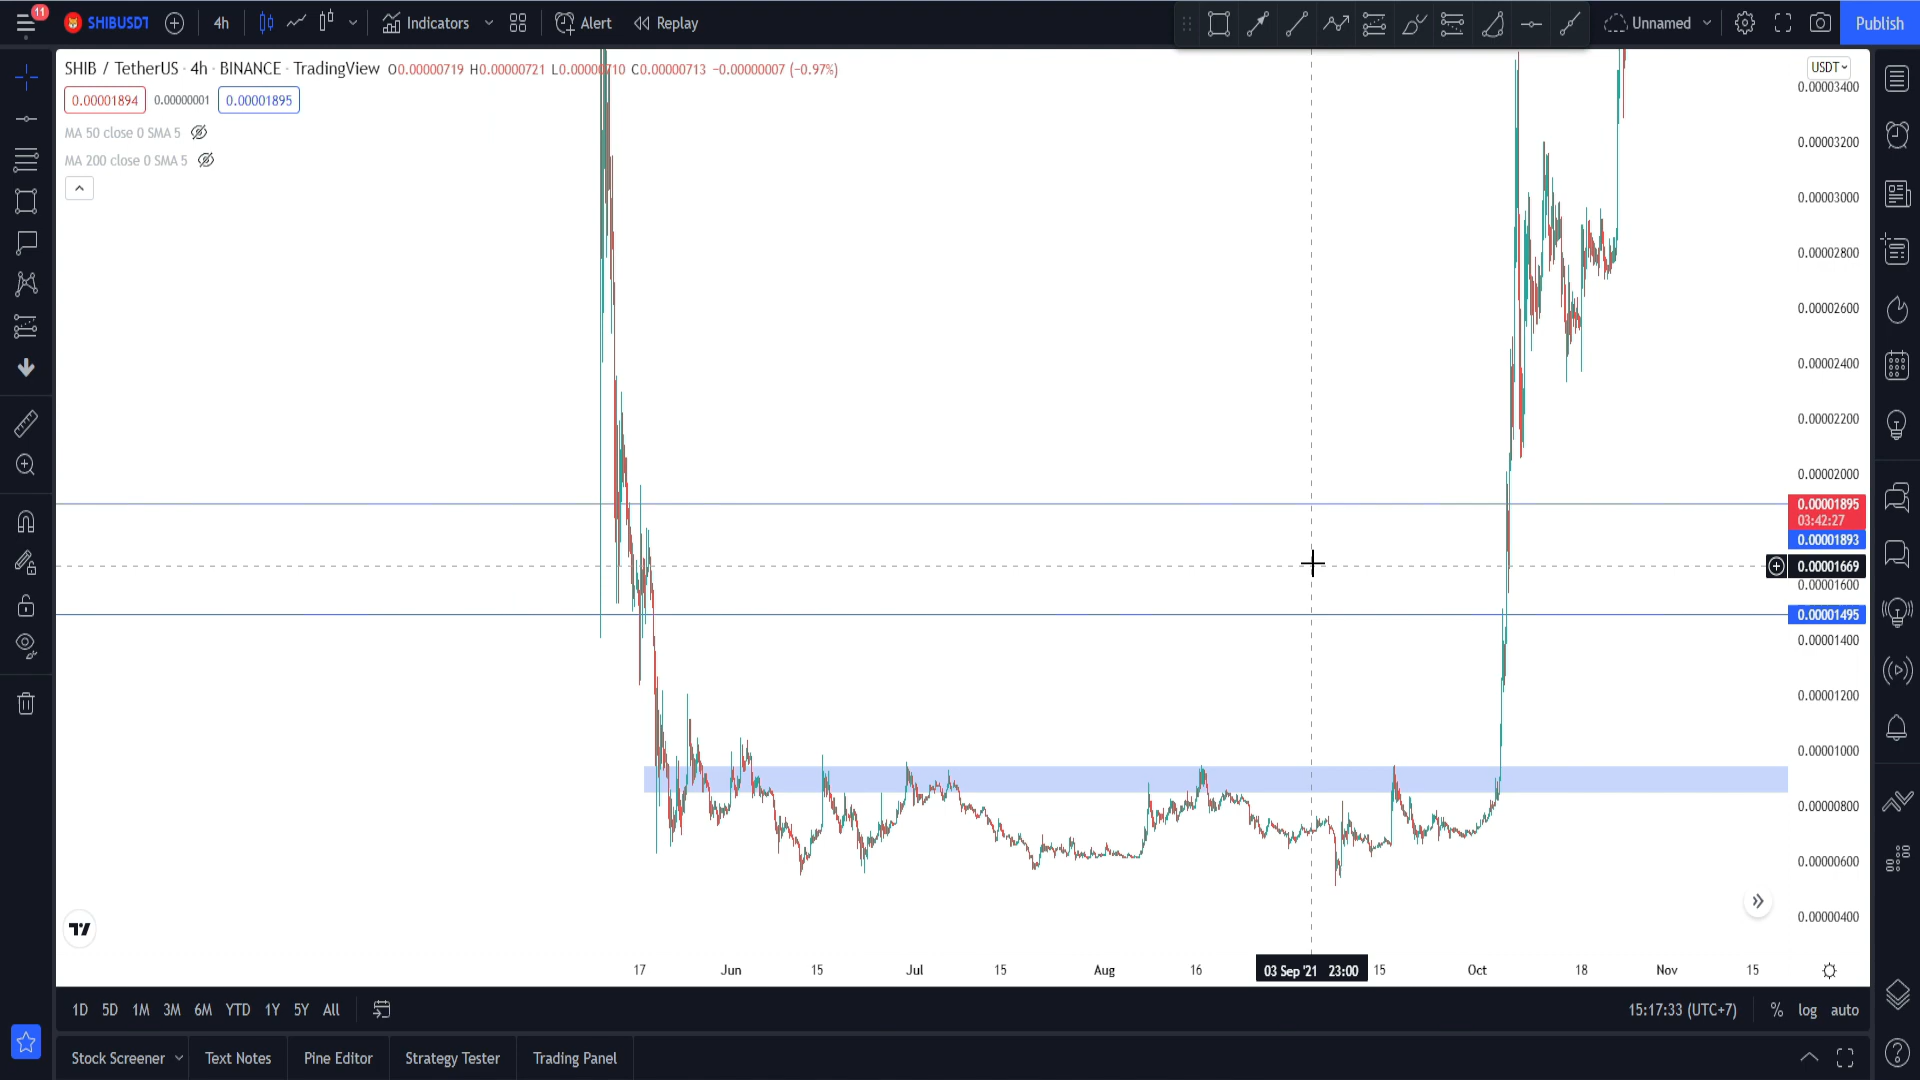 11
SHIBUSDT
4h
Indicators
Alert
Replay
Unnamed
Publish
SHIB / TetherUS · 4h · BINANCE · TradingView O0.00000719 H0.00000721 L0.00000710 C0.00000713 −0.00000007 (−0.97%)
0.00001894
0.00000001
0.00001895
MA 50 close 0 SMA 5
MA 200 close 0 SMA 5
USDT
0.00003400
0.00003200
0.00003000
0.00002800
0.00002600
0.00002400
0.00002200
0.00002000
0.00001895
03:42:27
0.00001893
0.00001669
0.00001600
0.00001495
0.00001400
0.00001200
0.00001000
0.00000800
0.00000600
0.00000400
17
Jun
15
Jul
15
Aug
16
03 Sep '21 23:00
15
Oct
18
Nov
15
1D 5D 1M 3M 6M YTD 1Y 5Y All
15:17:33 (UTC+7)
% log auto
Stock Screener
Text Notes
Pine Editor
Strategy Tester
Trading Panel